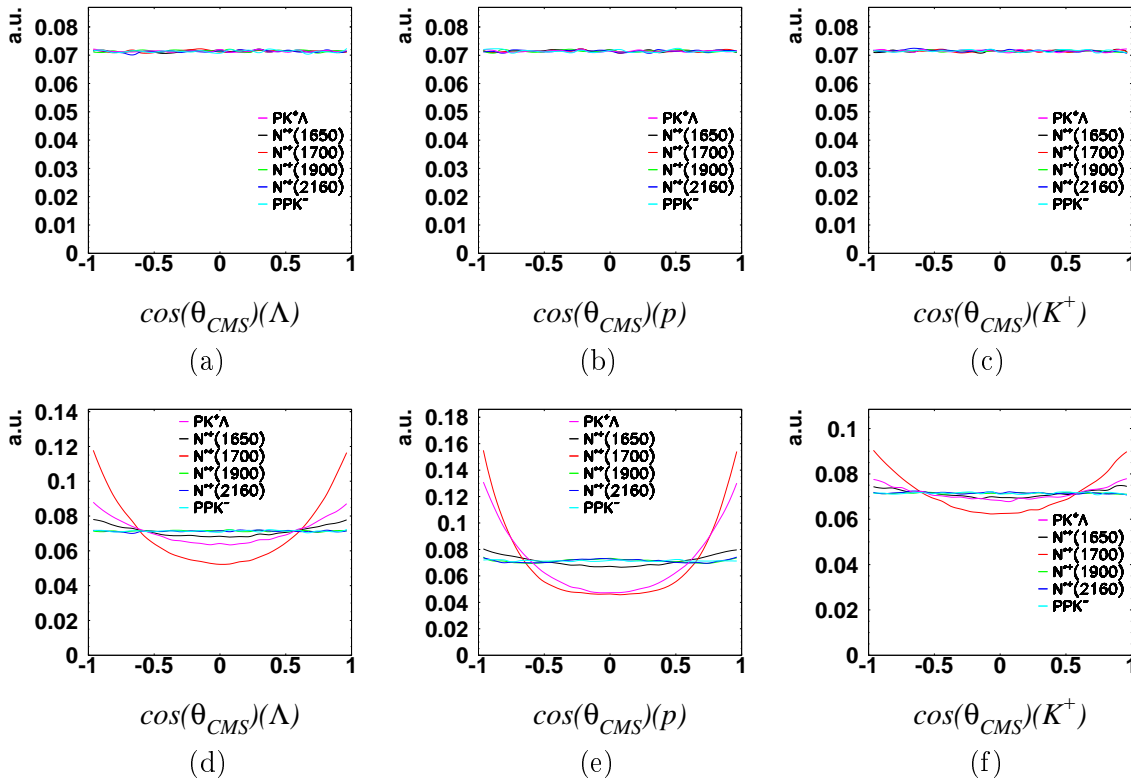 a.u.
0.08
0.07
0.06
0.05
0.04
0.03
0.02
0.01
0
-1 -0.5 0 0.5 1
PK⁺Λ
N*⁺(1650)
N*⁺(1700)
N*⁺(1900)
N*⁺(2160)
PPK⁻
cos(θ_CMS)(Λ)
(a)
a.u.
0.08
0.07
0.06
0.05
0.04
0.03
0.02
0.01
0
-1 -0.5 0 0.5 1
PK⁺Λ
N*⁺(1650)
N*⁺(1700)
N*⁺(1900)
N*⁺(2160)
PPK⁻
cos(θ_CMS)(p)
(b)
a.u.
0.08
0.07
0.06
0.05
0.04
0.03
0.02
0.01
0
-1 -0.5 0 0.5 1
PK⁺Λ
N*⁺(1650)
N*⁺(1700)
N*⁺(1900)
N*⁺(2160)
PPK⁻
cos(θ_CMS)(K⁺)
(c)
a.u.
0.14
0.12
0.1
0.08
0.06
0.04
0.02
0
-1 -0.5 0 0.5 1
PK⁺Λ
N*⁺(1650)
N*⁺(1700)
N*⁺(1900)
N*⁺(2160)
PPK⁻
cos(θ_CMS)(Λ)
(d)
a.u.
0.18
0.16
0.14
0.12
0.1
0.08
0.06
0.04
0.02
0
-1 -0.5 0 0.5 1
PK⁺Λ
N*⁺(1650)
N*⁺(1700)
N*⁺(1900)
N*⁺(2160)
PPK⁻
cos(θ_CMS)(p)
(e)
a.u.
0.1
0.08
0.06
0.04
0.02
0
-1 -0.5 0 0.5 1
PK⁺Λ
N*⁺(1650)
N*⁺(1700)
N*⁺(1900)
N*⁺(2160)
PPK⁻
cos(θ_CMS)(K⁺)
(f)